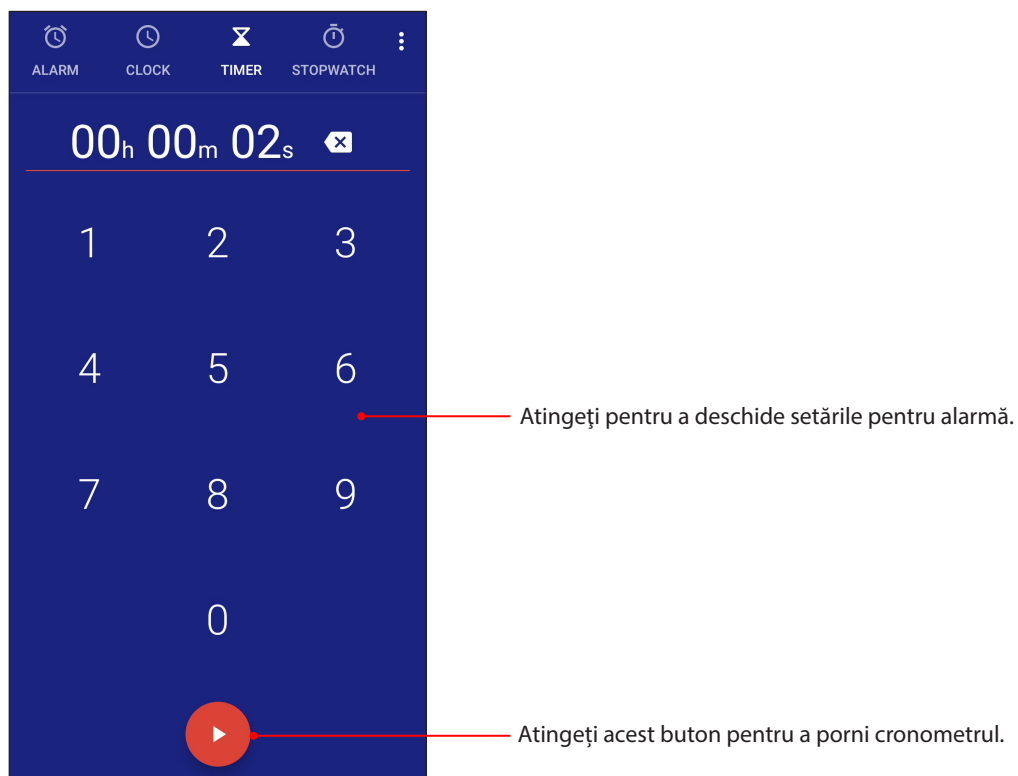 ALARM CLOCK TIMER STOPWATCH
00h 00m 02s
1 2 3
4 5 6
Atingeţi pentru a deschide setările pentru alarmă.
7 8 9
0
Atingeți acest buton pentru a porni cronometrul.